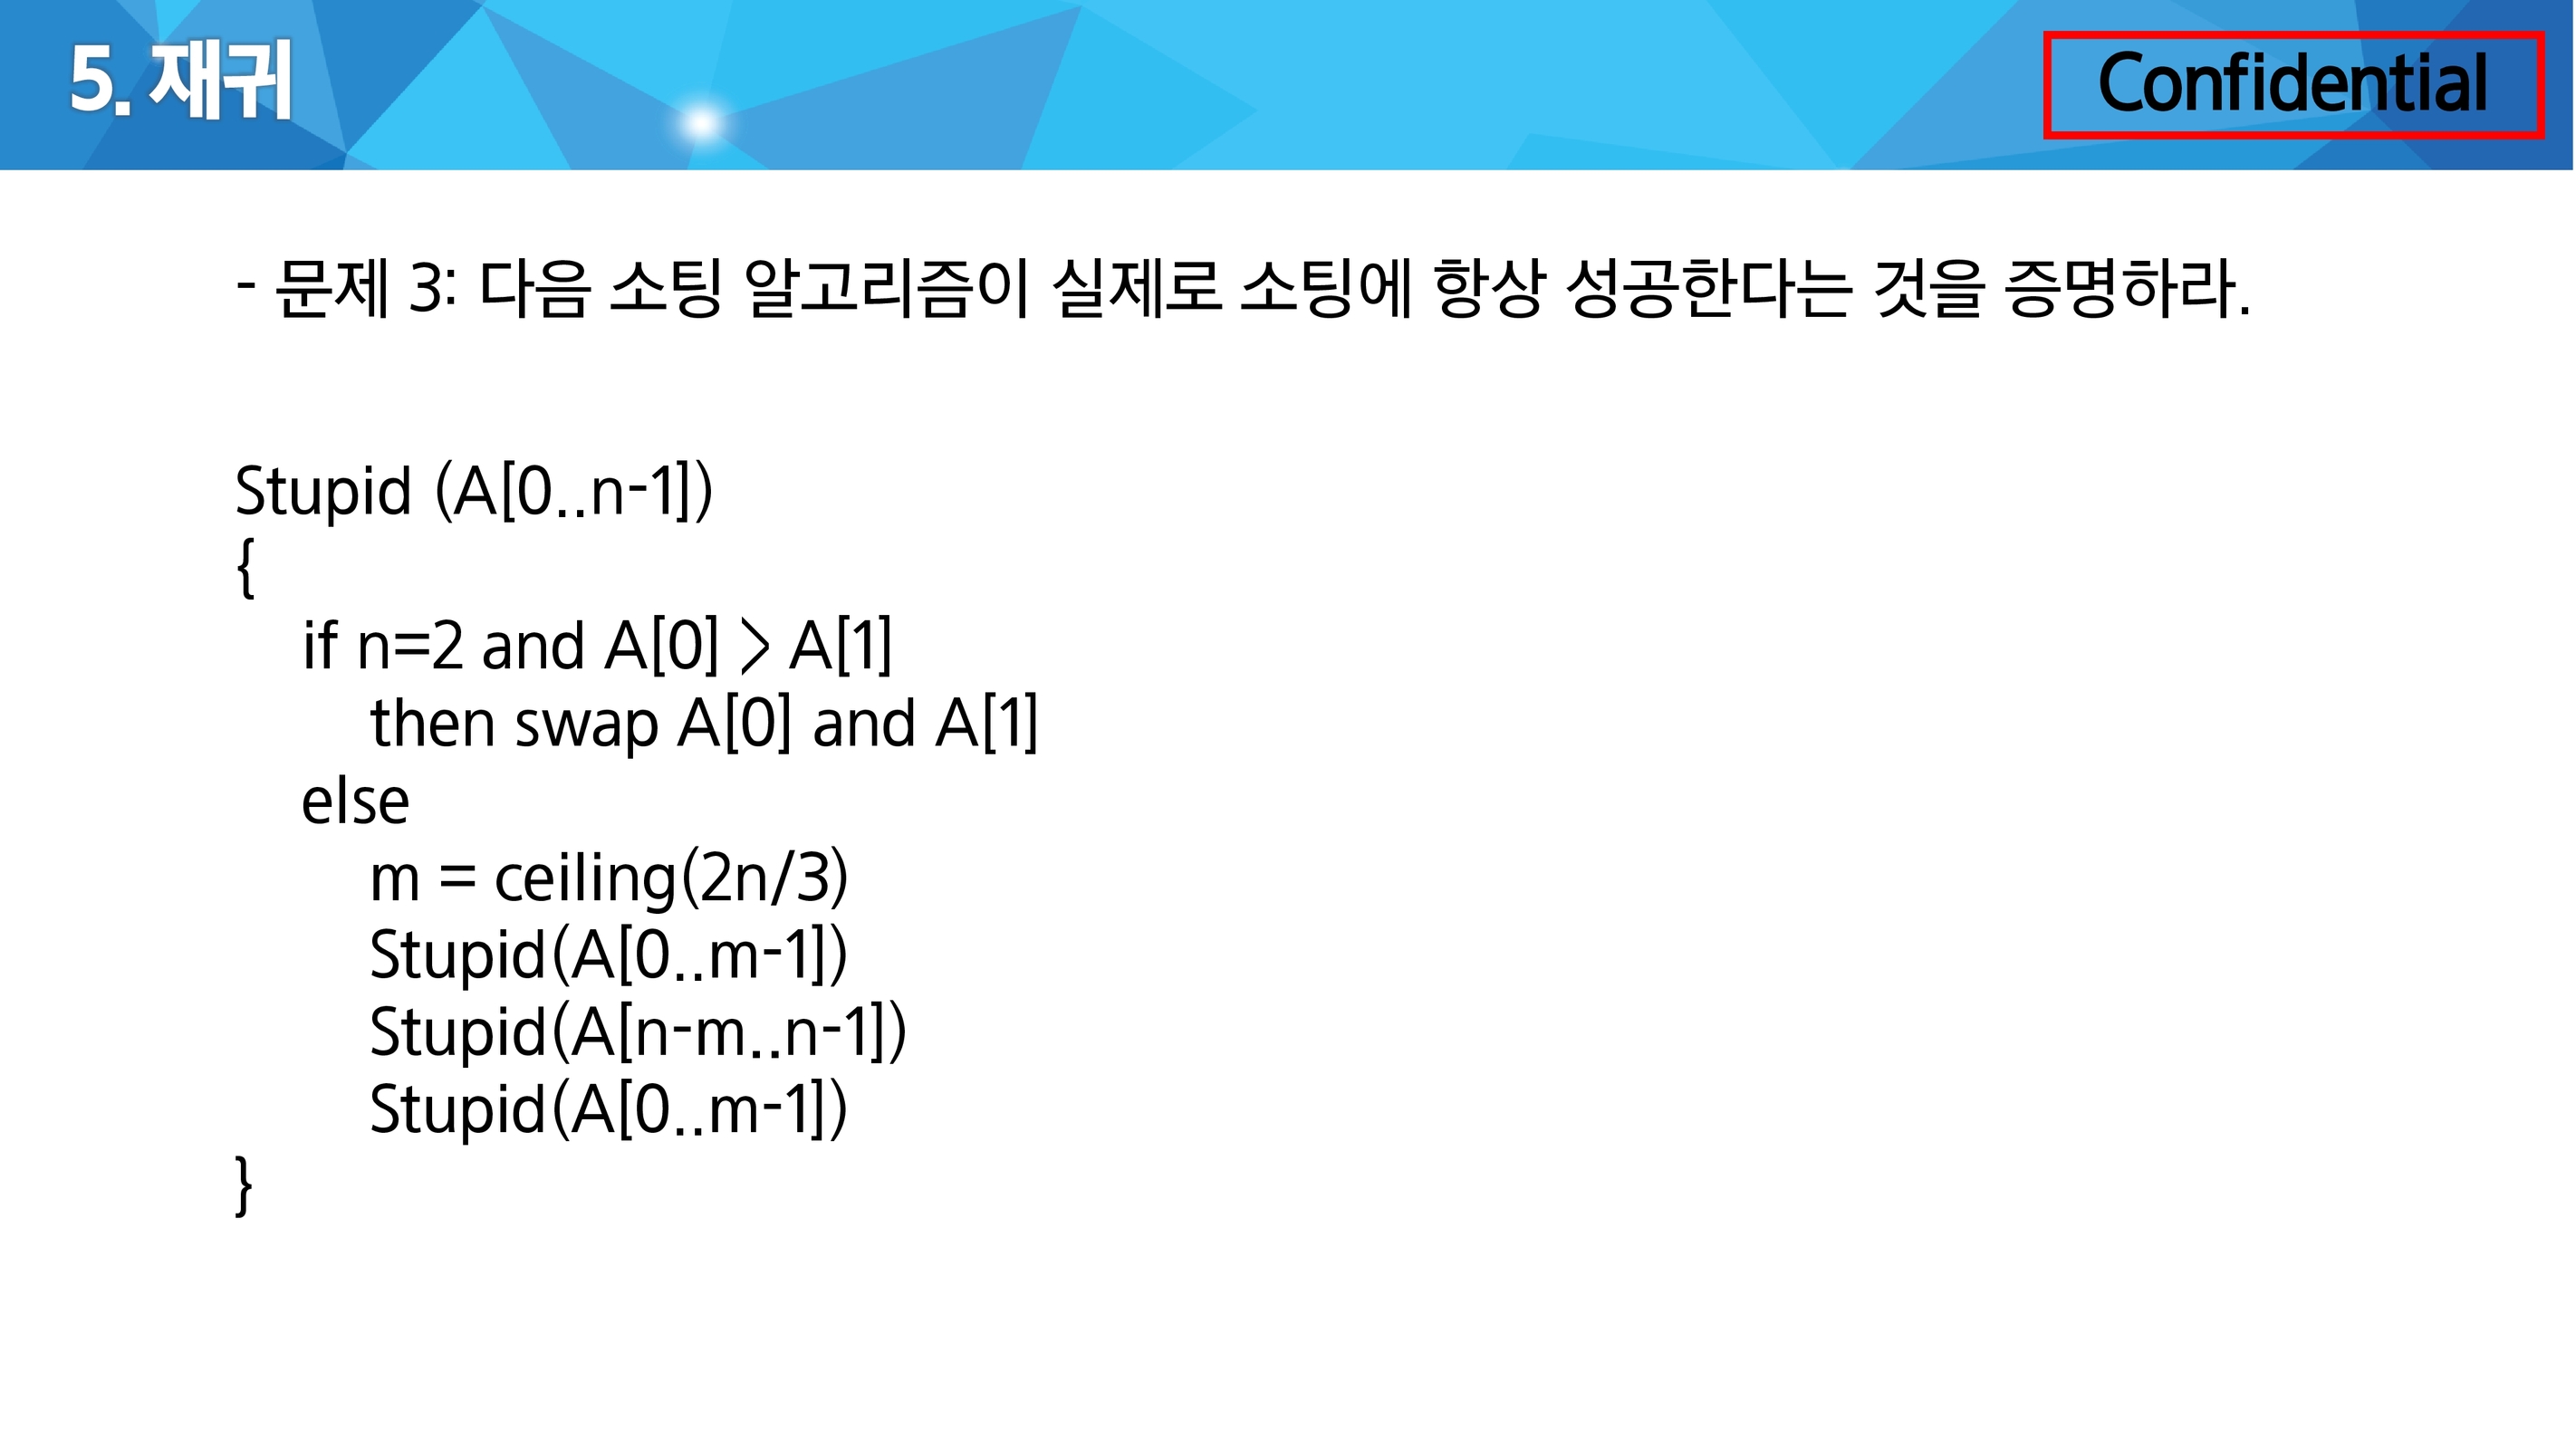 5. 재귀
Confidential
- 문제 3: 다음 소팅 알고리즘이 실제로 소팅에 항상 성공한다는 것을 증명하라.
Stupid (A[0..n-1])
{
if n=2 and A[0] > A[1]
then swap A[0] and A[1]
else
m = ceiling(2n/3)
Stupid(A[0..m-1])
Stupid(A[n-m..n-1])
Stupid(A[0..m-1])
}